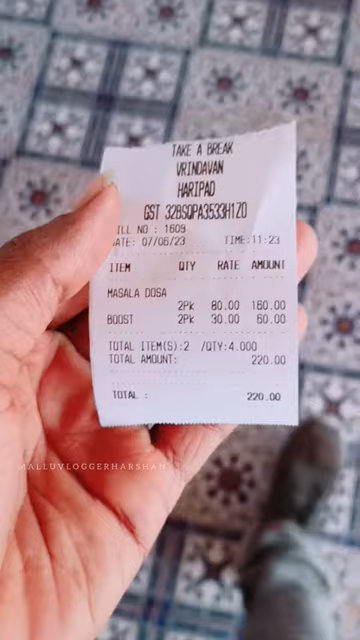 TAKE A BREAK
VRINDAVAN
HARIPAD
GST 32BSQPA3533H1Z0
ILL NO : 1609
ATE: 07/06/23 TIME:11:23
ITEM QTY RATE AMOUNT
MASALA DOSA
2Pk 80.00 160.00
BOOST 2Pk 30.00 60.00
TOTAL ITEM(S):2 /QTY:4.000
TOTAL AMOUNT: 220.00
TOTAL : 220.00
MALLUVLOGGERHARSHAN